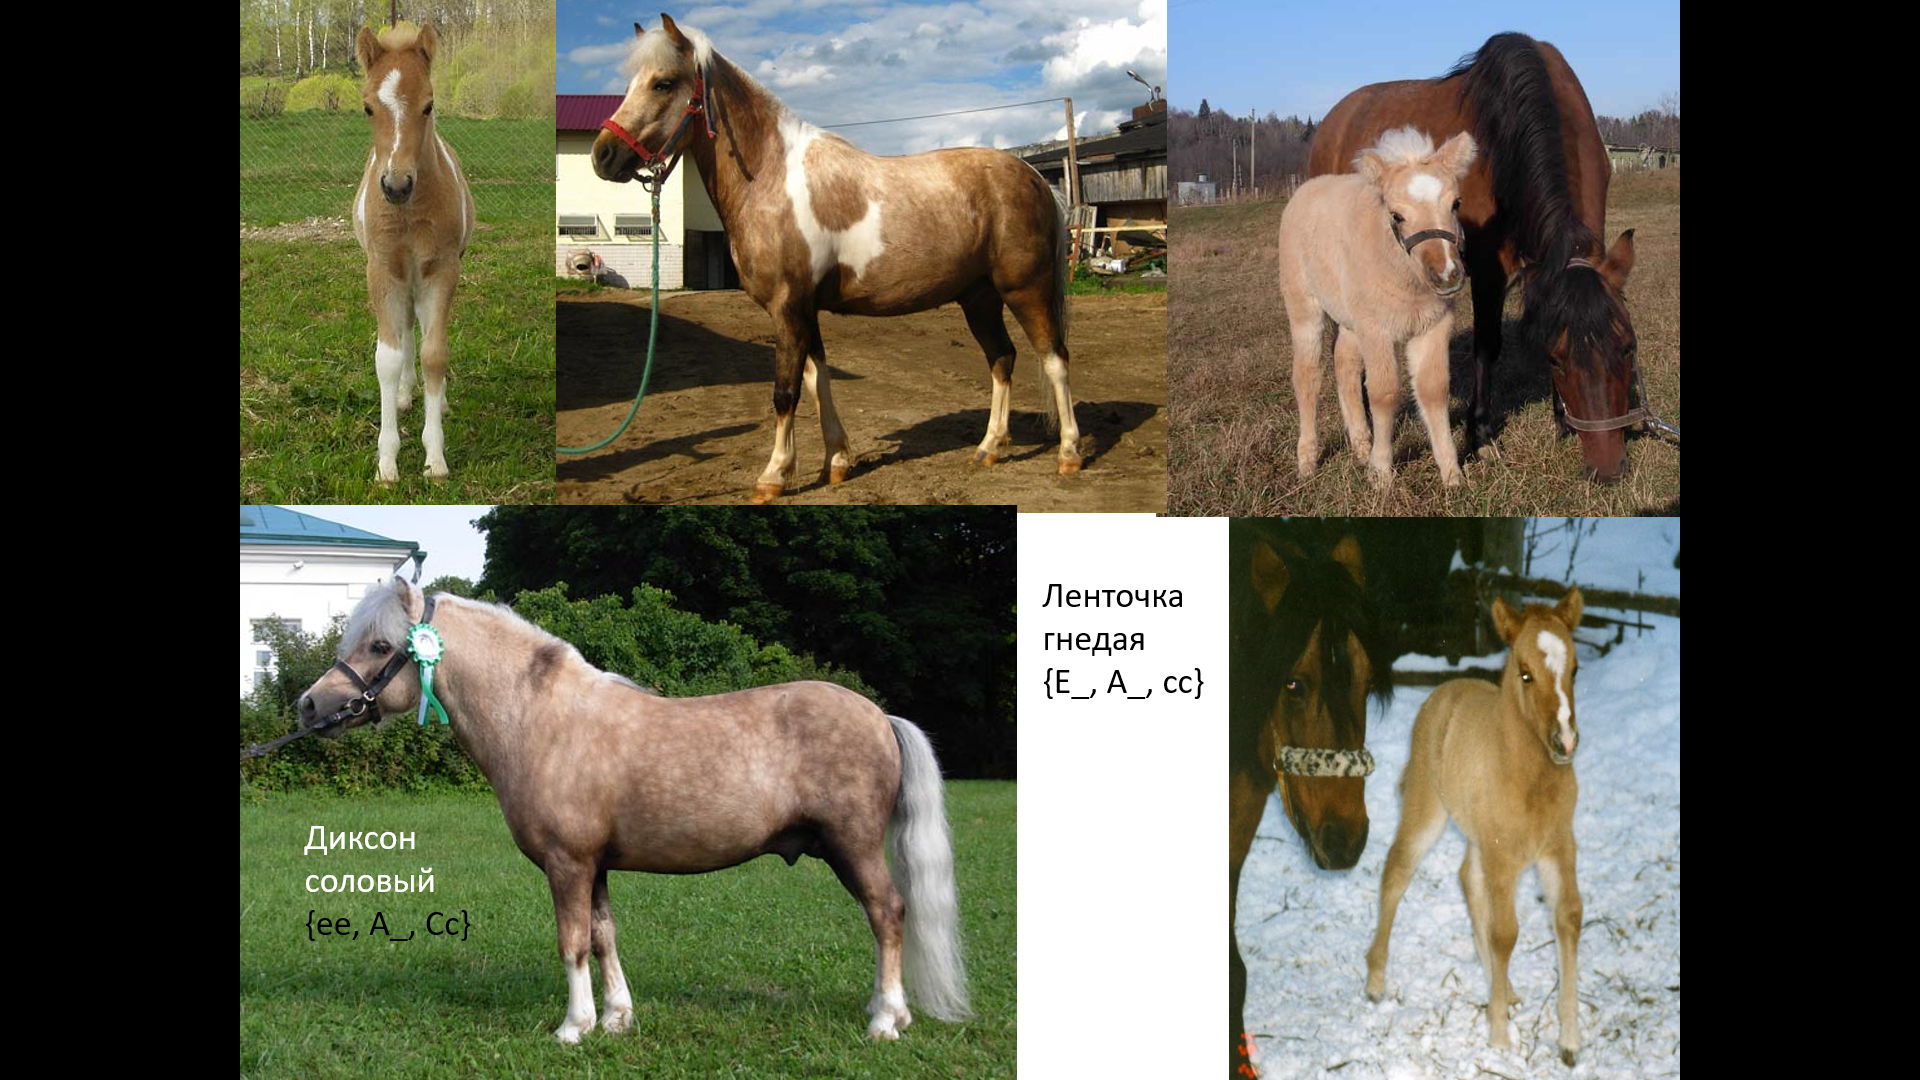 Ленточка
гнедая
{E_, A_, cc}
Диксон
соловый
{ee, A_, Cc}